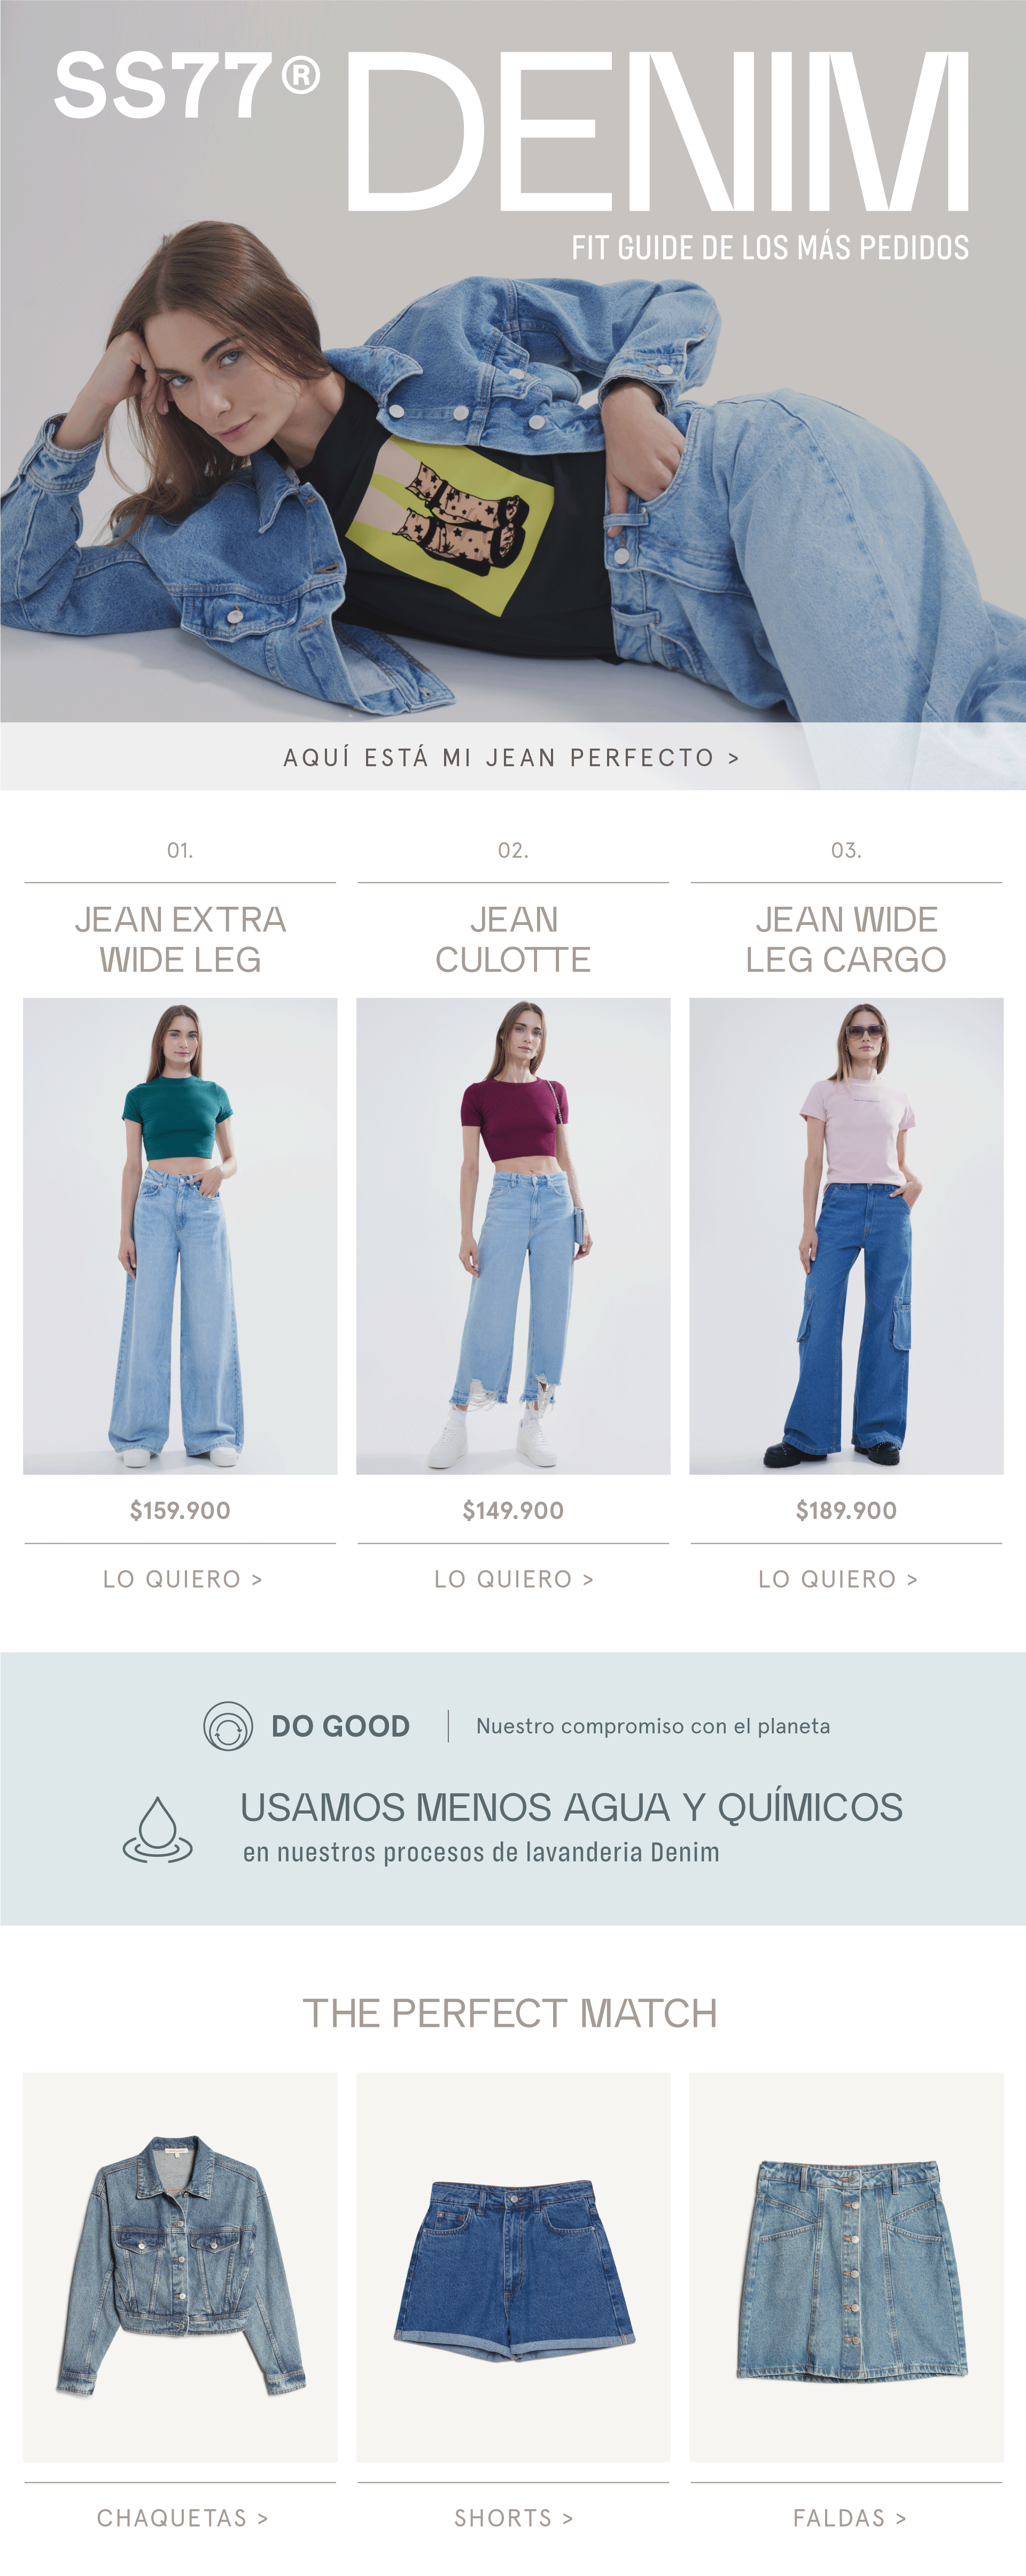 SS77® DENIM
FIT GUIDE DE LOS MÁS PEDIDOS
AQUÍ ESTÁ MI JEAN PERFECTO >
01.
JEAN EXTRA
WIDE LEG
$159.900
LO QUIERO >
02.
JEAN
CULOTTE
$149.900
LO QUIERO >
03.
JEAN WIDE
LEG CARGO
$189.900
LO QUIERO >
DO GOOD | Nuestro compromiso con el planeta
USAMOS MENOS AGUA Y QUÍMICOS
en nuestros procesos de lavanderia Denim
THE PERFECT MATCH
CHAQUETAS >
SHORTS >
FALDAS >